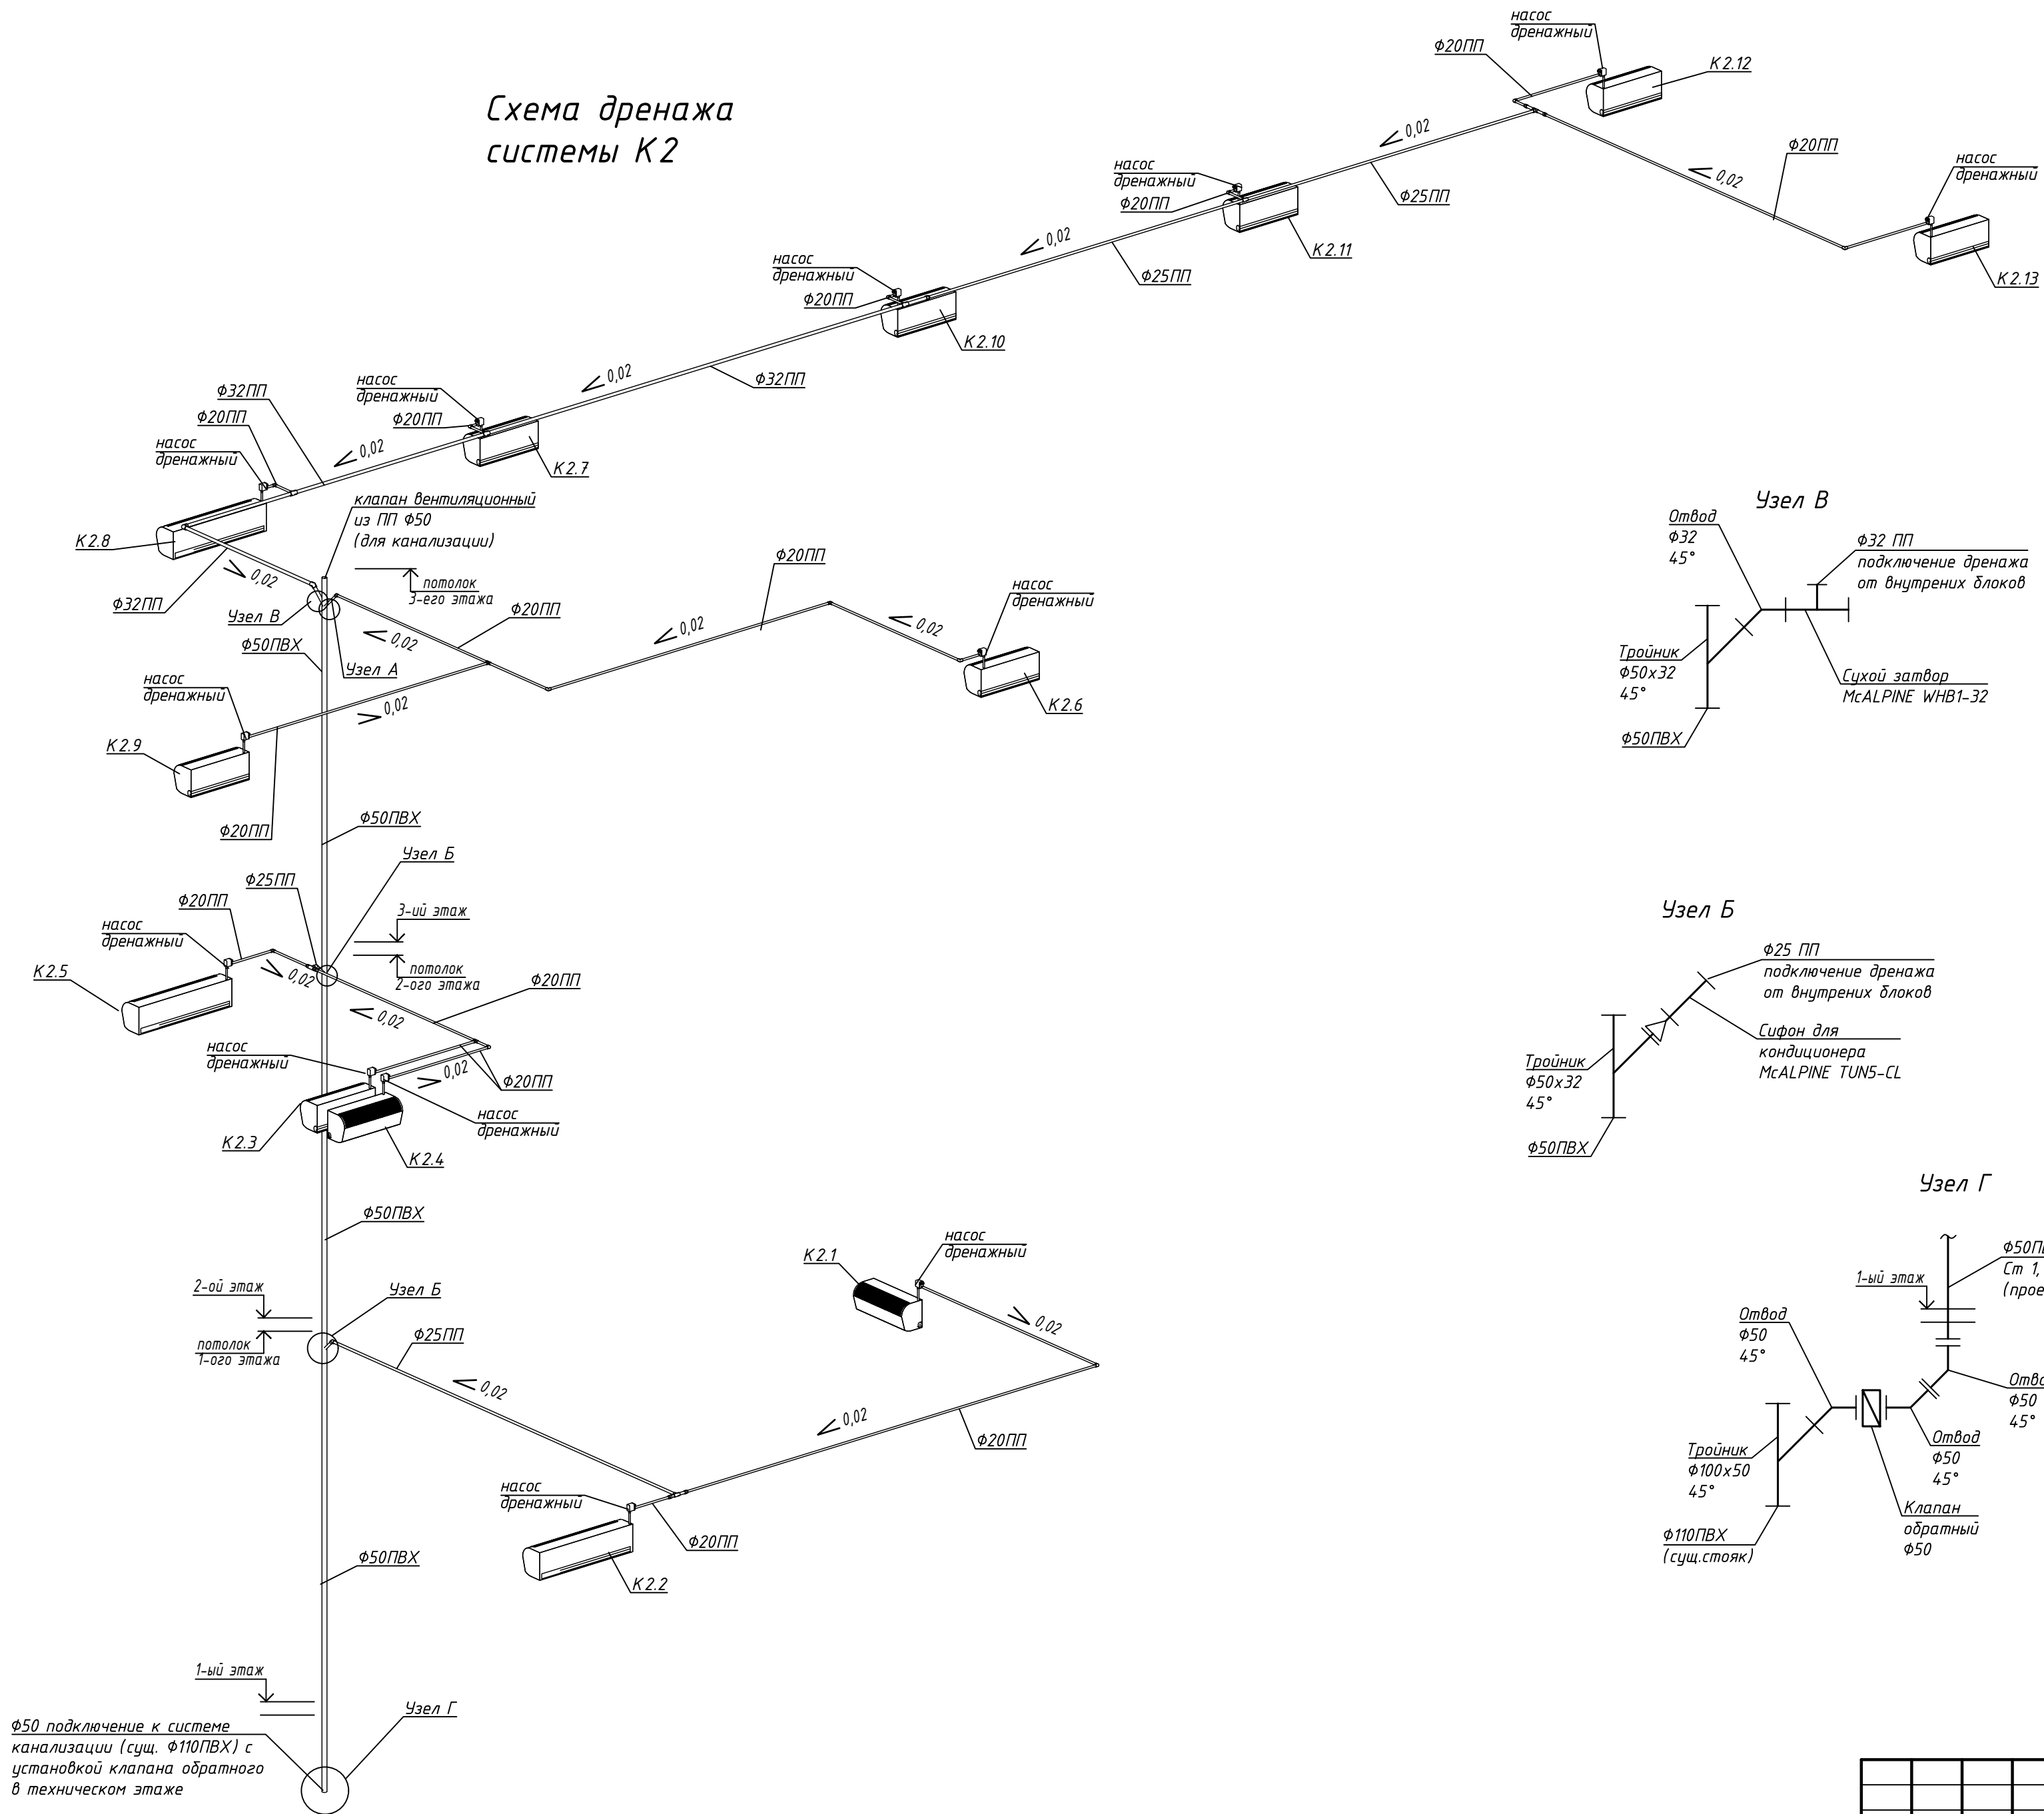 Схема дренажа
системы К2
насос
дренажный
Ф20ПП
К2.12
0,02
Ф20ПП
0,02
насос
дренажный
К2.13
насос
дренажный
Ф20ПП
Ф25ПП
К2.11
0,02
насос
дренажный
Ф20ПП
Ф25ПП
К2.10
0,02
Ф32ПП
насос
дренажный
Ф20ПП
К2.7
0,02
Ф32ПП
Ф20ПП
насос
дренажный
К2.8
0,02
Ф32ПП
клапан вентиляционный
из ПП Ф50
(для канализации)
потолок
3-его этажа
Узел В
Ф50ПВХ
Узел А
0,02
Ф20ПП
0,02
Ф20ПП
0,02
насос
дренажный
К2.6
насос
дренажный
К2.9
0,02
Ф20ПП
Ф50ПВХ
Узел Б
Ф25ПП
Ф20ПП
насос
дренажный
К2.5
0,02
3-ий этаж
потолок
2-ого этажа
Ф20ПП
0,02
насос
дренажный
0,02
Ф20ПП
насос
дренажный
К2.3
К2.4
Ф50ПВХ
2-ой этаж
потолок
1-ого этажа
Узел Б
Ф25ПП
0,02
К2.1
насос
дренажный
0,02
0,02
Ф20ПП
насос
дренажный
Ф20ПП
К2.2
Ф50ПВХ
1-ый этаж
Узел Г
Ф50 подключение к системе
канализации (сущ. Ф110ПВХ) с
установкой клапана обратного
в техническом этаже
Узел В
Отвод
Ф32
45°
Ф32 ПП
подключение дренажа
от внутрених блоков
Тройник
Ф50х32
45°
Сухой затвор
McALPINE WHB1-32
Ф50ПВХ
Узел Б
Ф25 ПП
подключение дренажа
от внутрених блоков
Сифон для
кондиционера
McALPINE TUN5-CL
Тройник
Ф50х32
45°
Ф50ПВХ
Узел Г
1-ый этаж
Ст 1,
Отвод
Ф50
45°
Ф50
45°
Отвод
Ф50
45°
Тройник
Ф100х50
45°
Клапан
обратный
Ф50
Ф110ПВХ
(сущ.стояк)